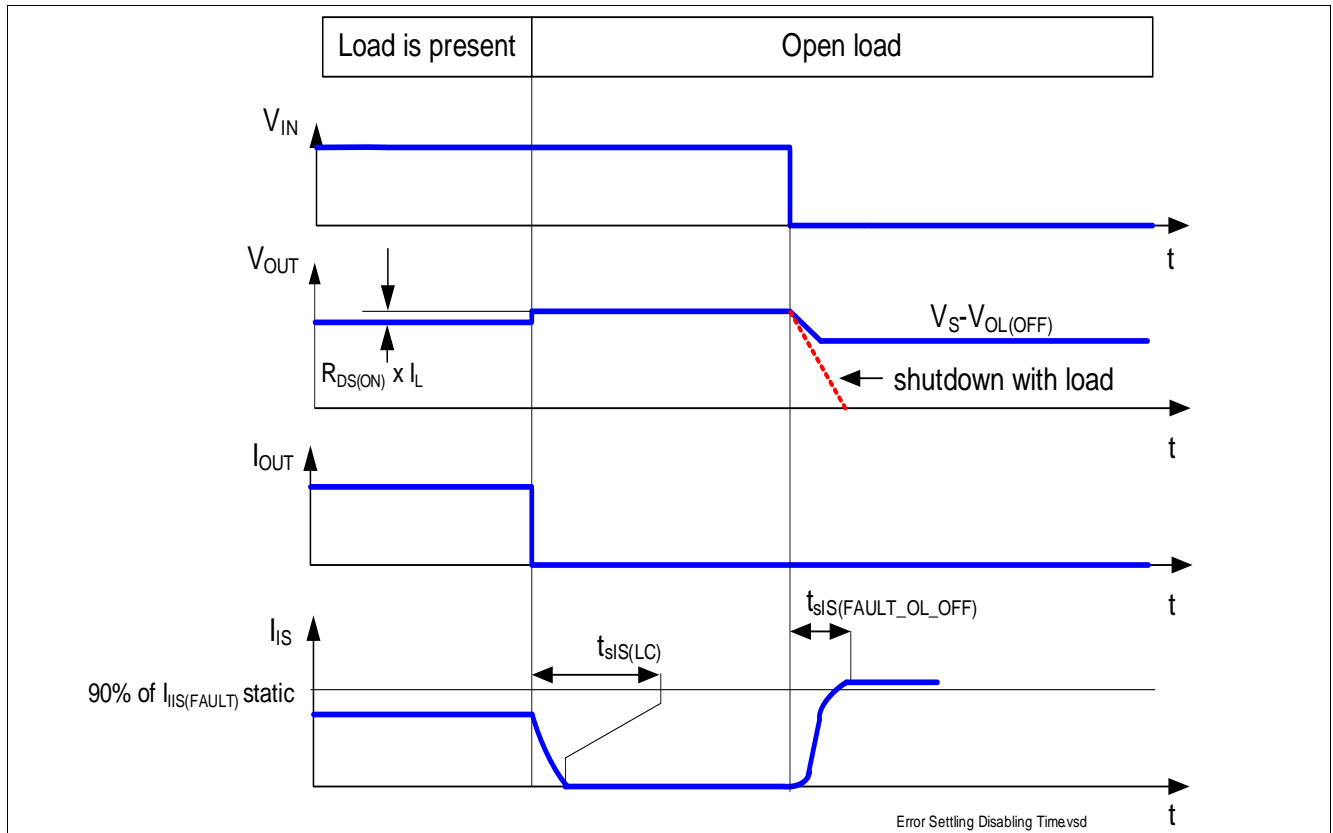 Load is present
Open load
VIN
t
VOUT
RDS(ON) x IL
VS-VOL(OFF)
shutdown with load
t
IOUT
t
IIS
tsIS(LC)
tsIS(FAULT_OL_OFF)
90% of IIIS(FAULT) static
t
Error Settling Disabling Time.vsd